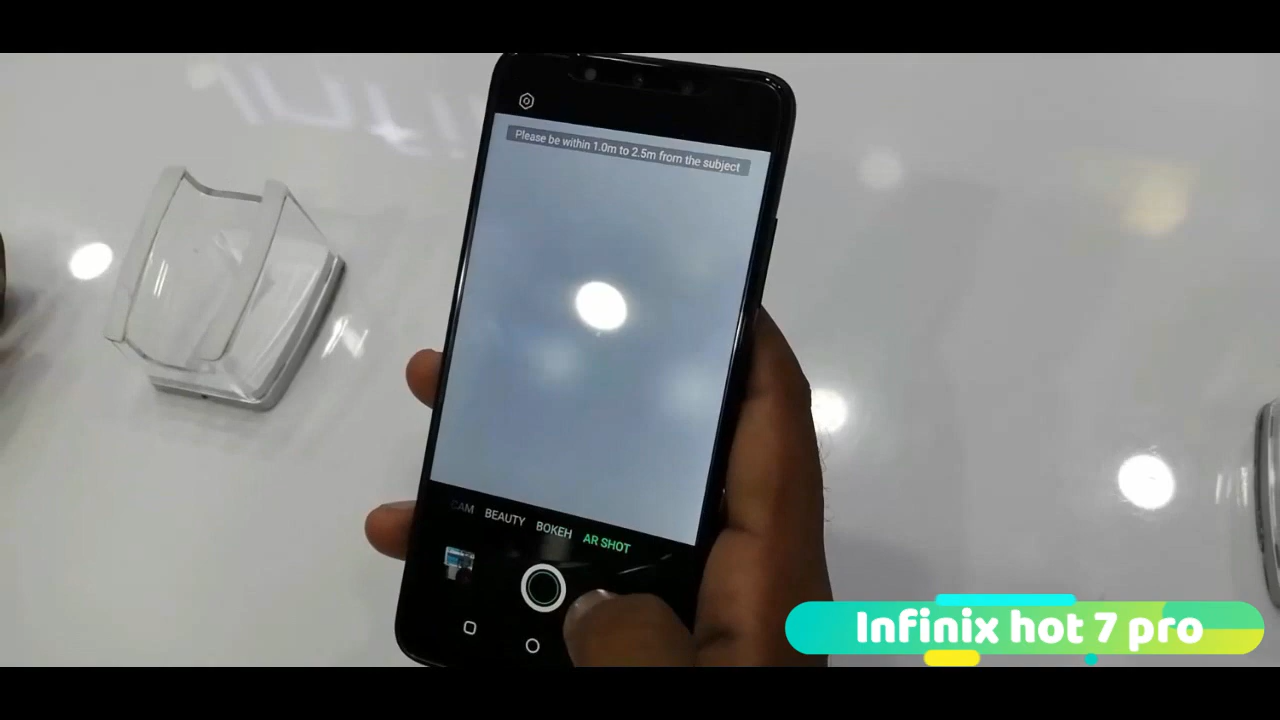 Please be within 1.0m to 2.5m from the subject
CAM BEAUTY BOKEH AR SHOT
Infinix hot 7 pro